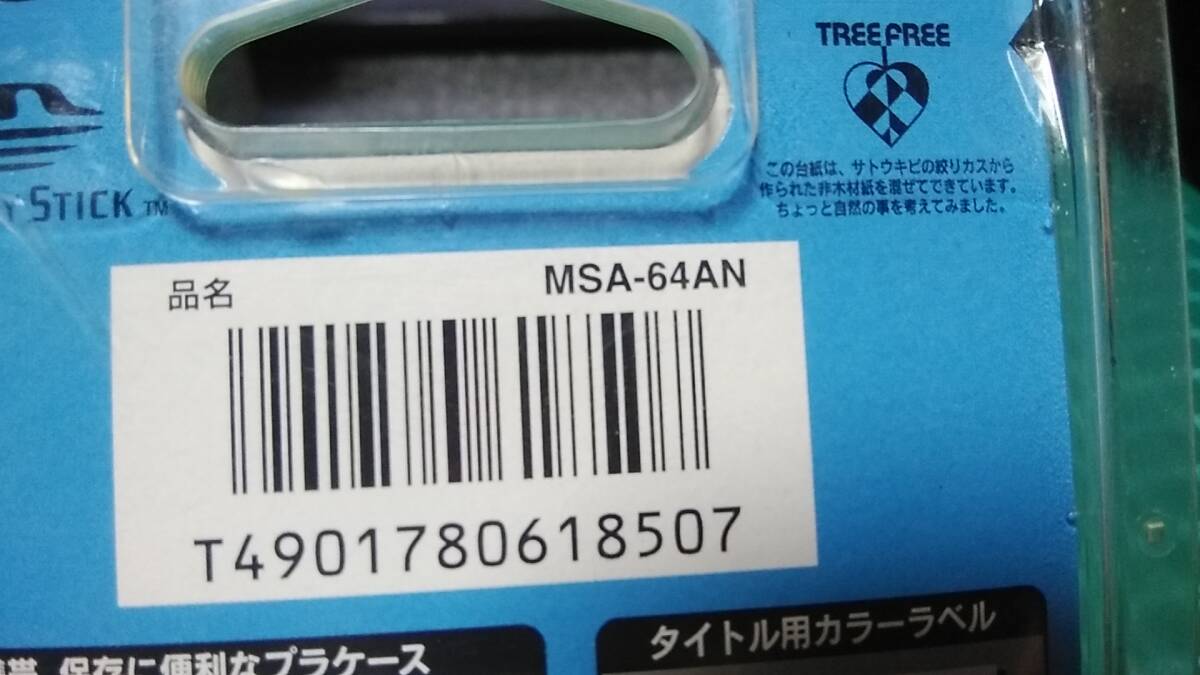 TREE FREE
この台紙は、サトウキビの絞りカスから
作られた非木材紙を混ぜてできています。
ちょっと自然の事を考えてみました。
STICK TM
品名 MSA-64AN
T4901780618507
保存に便利なプラケース
タイトル用カラーラベル